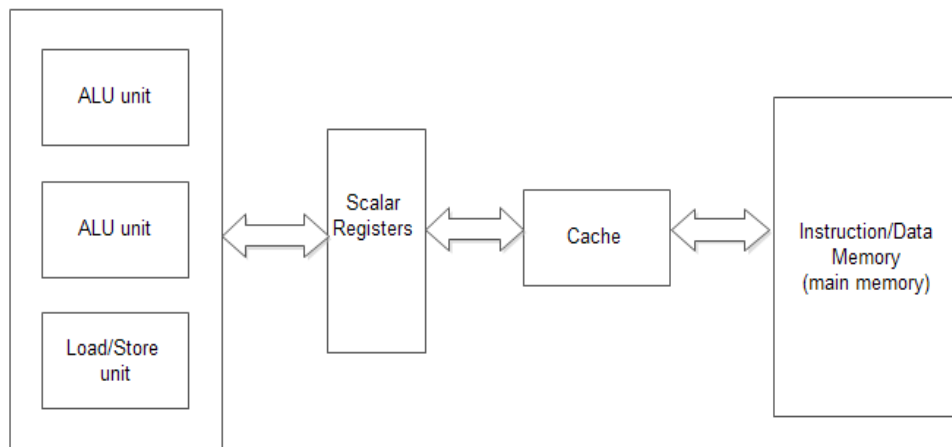 ALU unit
ALU unit
Load/Store
unit
Scalar
Registers
Cache
Instruction/Data
Memory
(main memory)